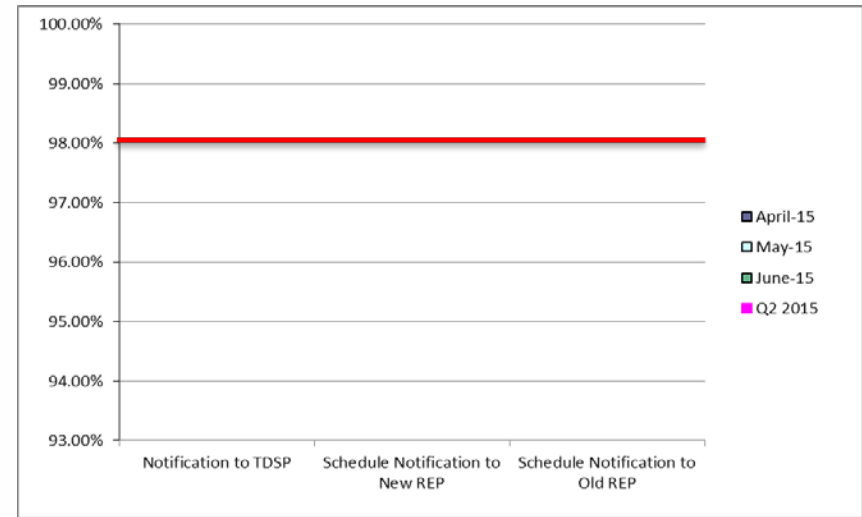 100.00%
99.00%
98.00%
97.00%
96.00%
95.00%
94.00%
93.00%
Notification to TDSP
Schedule Notification to
New REP
Schedule Notification to
Old REP
April-15
May-15
June-15
Q2 2015